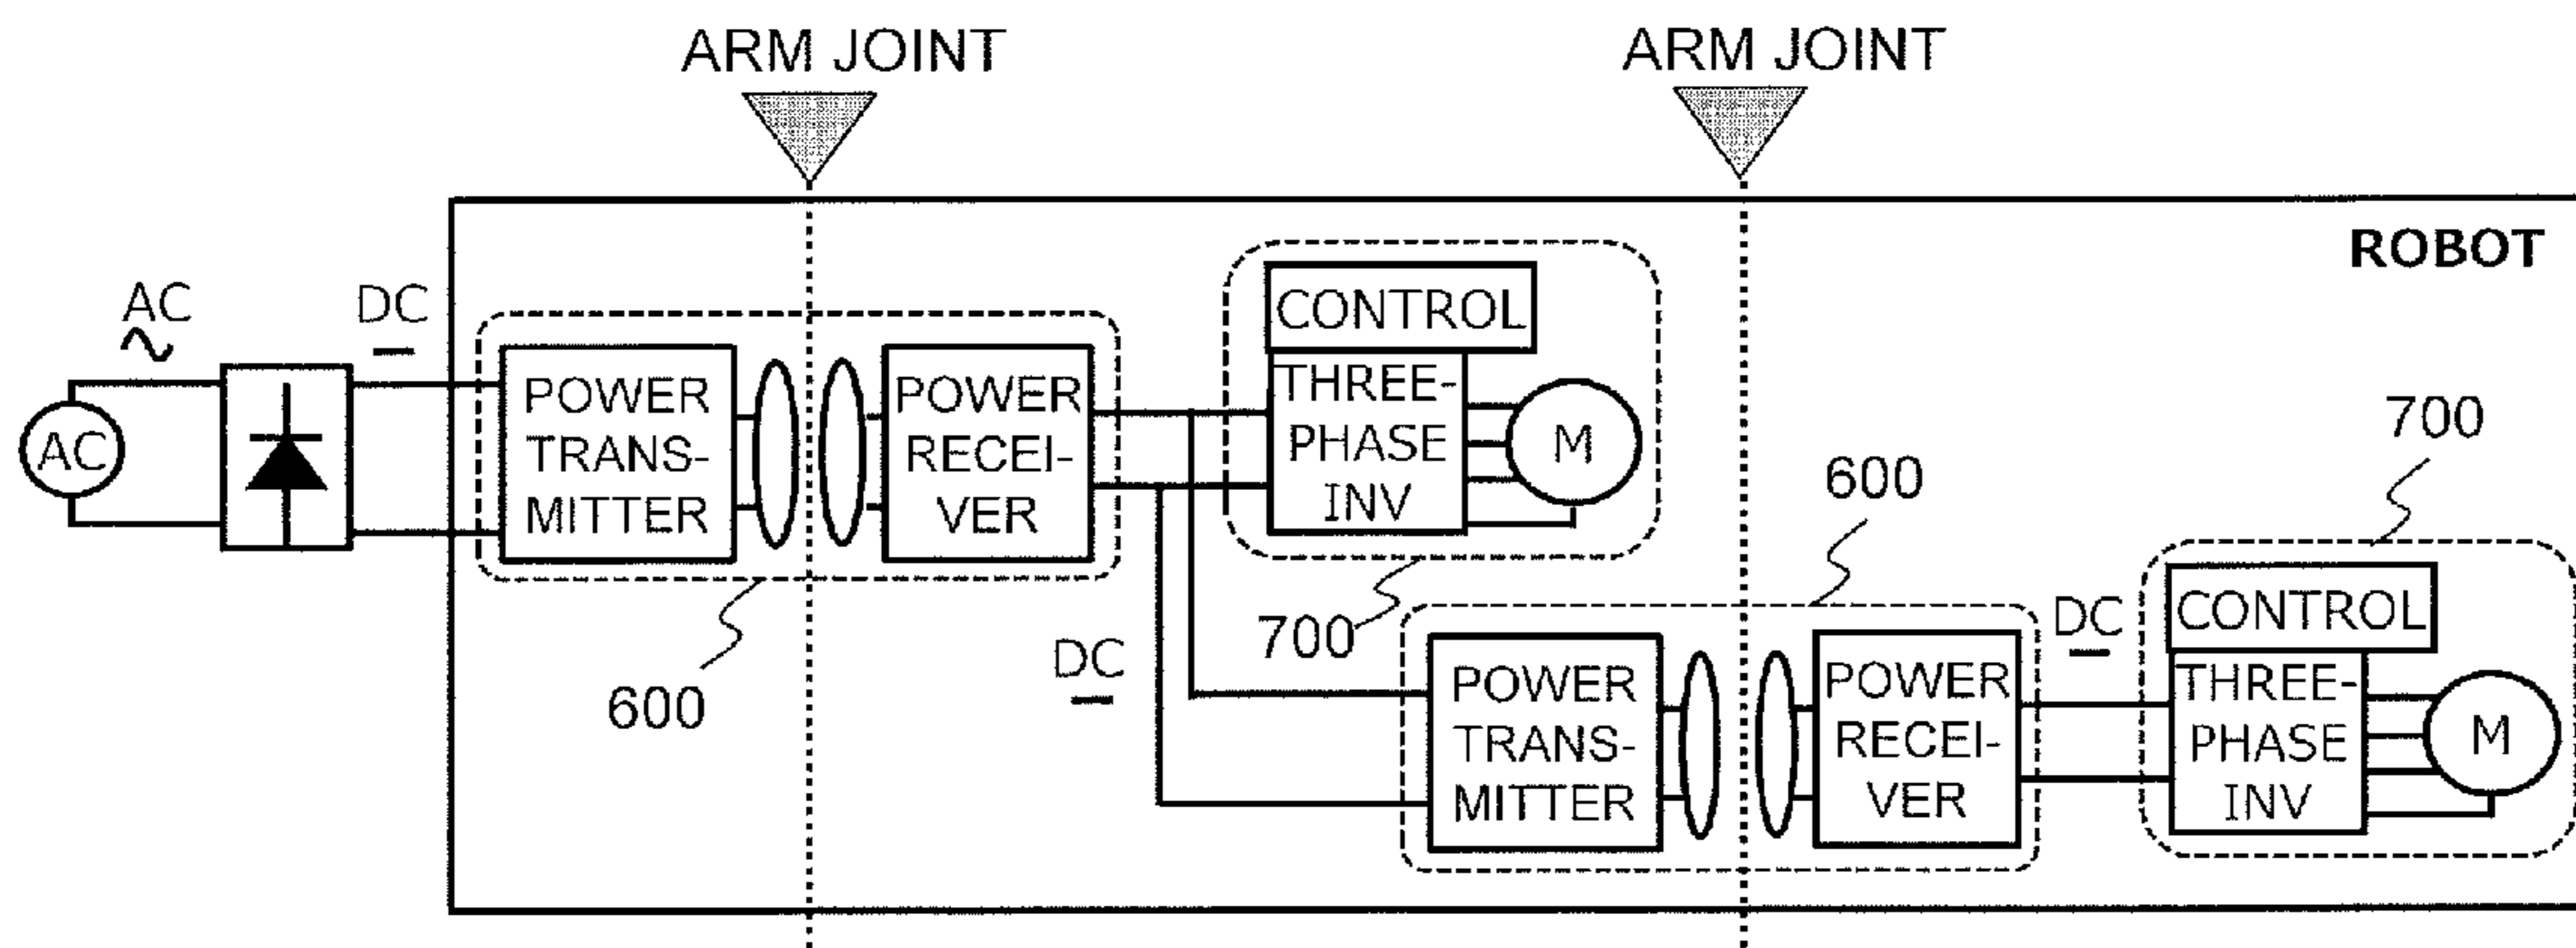 ARM JOINT
ARM JOINT
ROBOT
AC
DC
AC
POWER
TRANS-
MITTER
POWER
RECEI-
VER
CONTROL
THREE-
PHASE
INV
M
600
DC
700
600
700
POWER
TRANS-
MITTER
POWER
RECEI-
VER
DC
CONTROL
THREE-
PHASE
INV
M